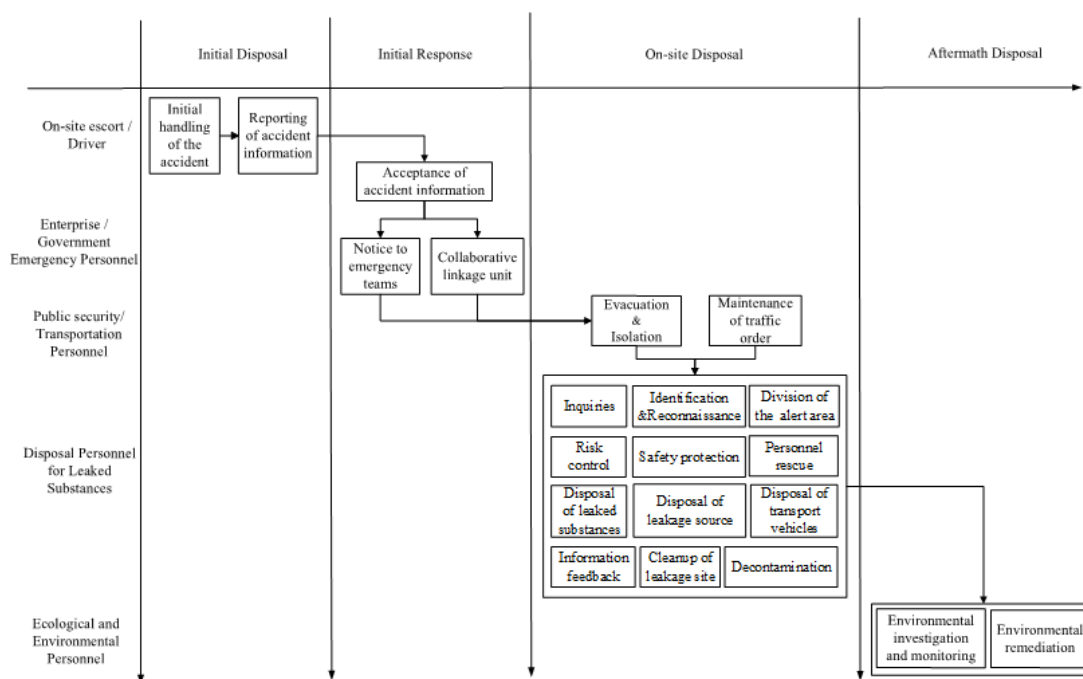 Initial Disposal
Initial Response
On-site Disposal
Aftermath Disposal
On-site escort /
Driver
Initial
handling
of the
accident
Reporting
of accident
information
Acceptance of
accident information
Enterprise /
Government
Emergency Personnel
Notice to
emergency
teams
Collaborative
linkage unit
Public security/
Transportation
Personnel
Evacuation
&
Isolation
Maintenance
of traffic
order
Disposal Personnel
for Leaked
Substances
Inquiries
Identification
&Reconnaissance
Division of
the alert area
Risk
control
Safety protection
Personnel
rescue
Disposal
of leaked
substances
Disposal of
leakage source
Disposal of
transport
vehicles
Information
feedback
Cleanup of
leakage site
Decontamination
Ecological and
Environmental
Personnel
Environmental
investigation
and monitoring
Environmental
remediation